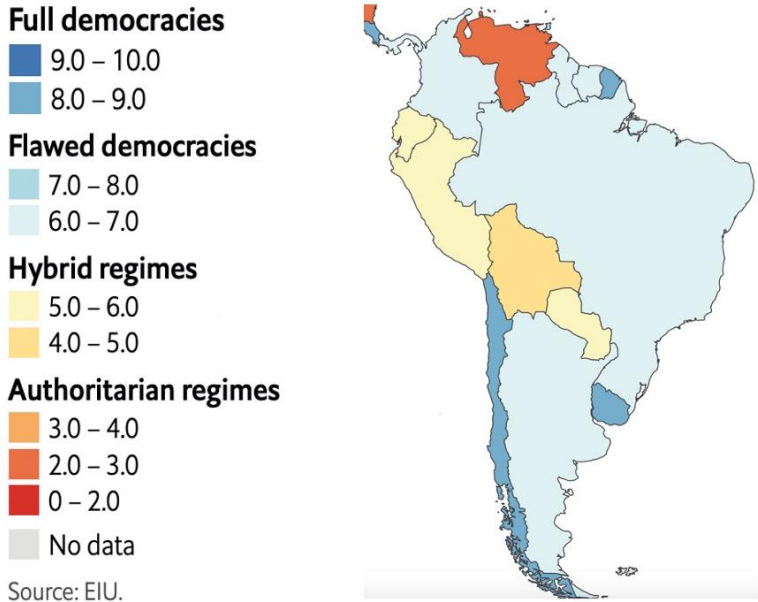 Full democracies
9.0 – 10.0
8.0 – 9.0
Flawed democracies
7.0 – 8.0
6.0 – 7.0
Hybrid regimes
5.0 – 6.0
4.0 – 5.0
Authoritarian regimes
3.0 – 4.0
2.0 – 3.0
0 – 2.0
No data
Source: EIU.